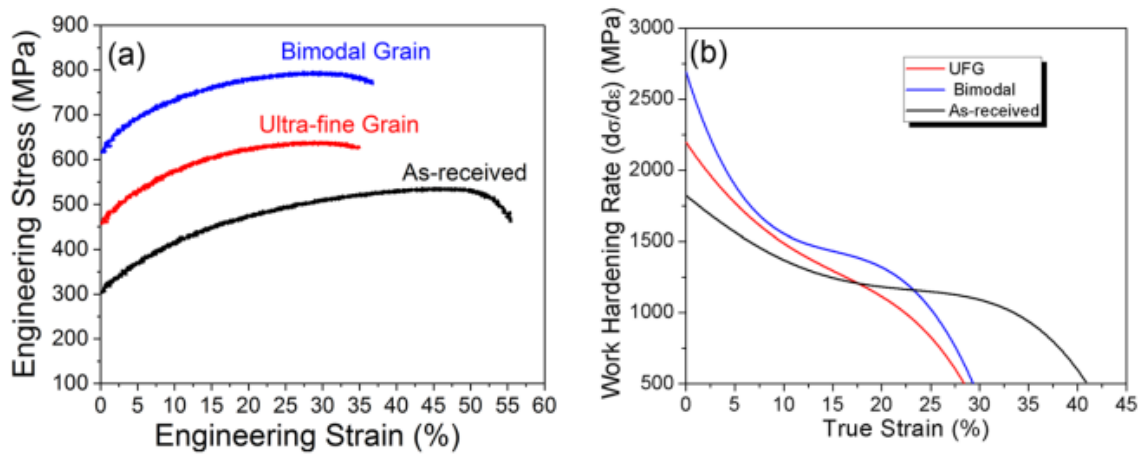 (a)
Bimodal Grain
Ultra-fine Grain
As-received
Engineering Stress (MPa)
900
800
700
600
500
400
300
200
100
0 5 10 15 20 25 30 35 40 45 50 55 60
Engineering Strain (%)
(b)
UFG
Bimodal
As-received
Work Hardening Rate (dσ/dε) (MPa)
3000
2500
2000
1500
1000
500
0 5 10 15 20 25 30 35 40 45
True Strain (%)